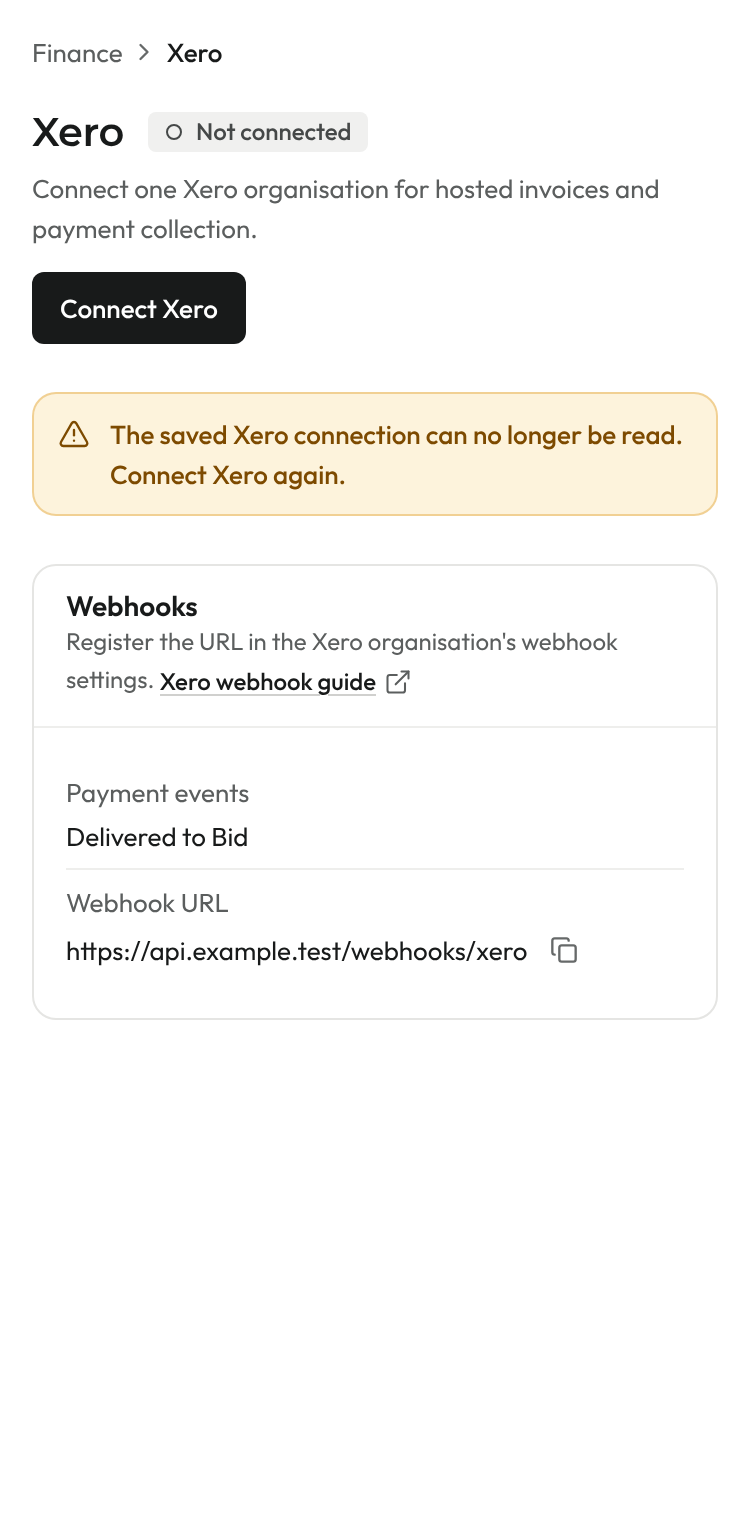 Finance > Xero
Xero
Not connected
Connect one Xero organisation for hosted invoices and
payment collection.
Connect Xero
The saved Xero connection can no longer be read.
Connect Xero again.
Webhooks
Register the URL in the Xero organisation's webhook
settings. Xero webhook guide
Payment events
Delivered to Bid
Webhook URL
https://api.example.test/webhooks/xero